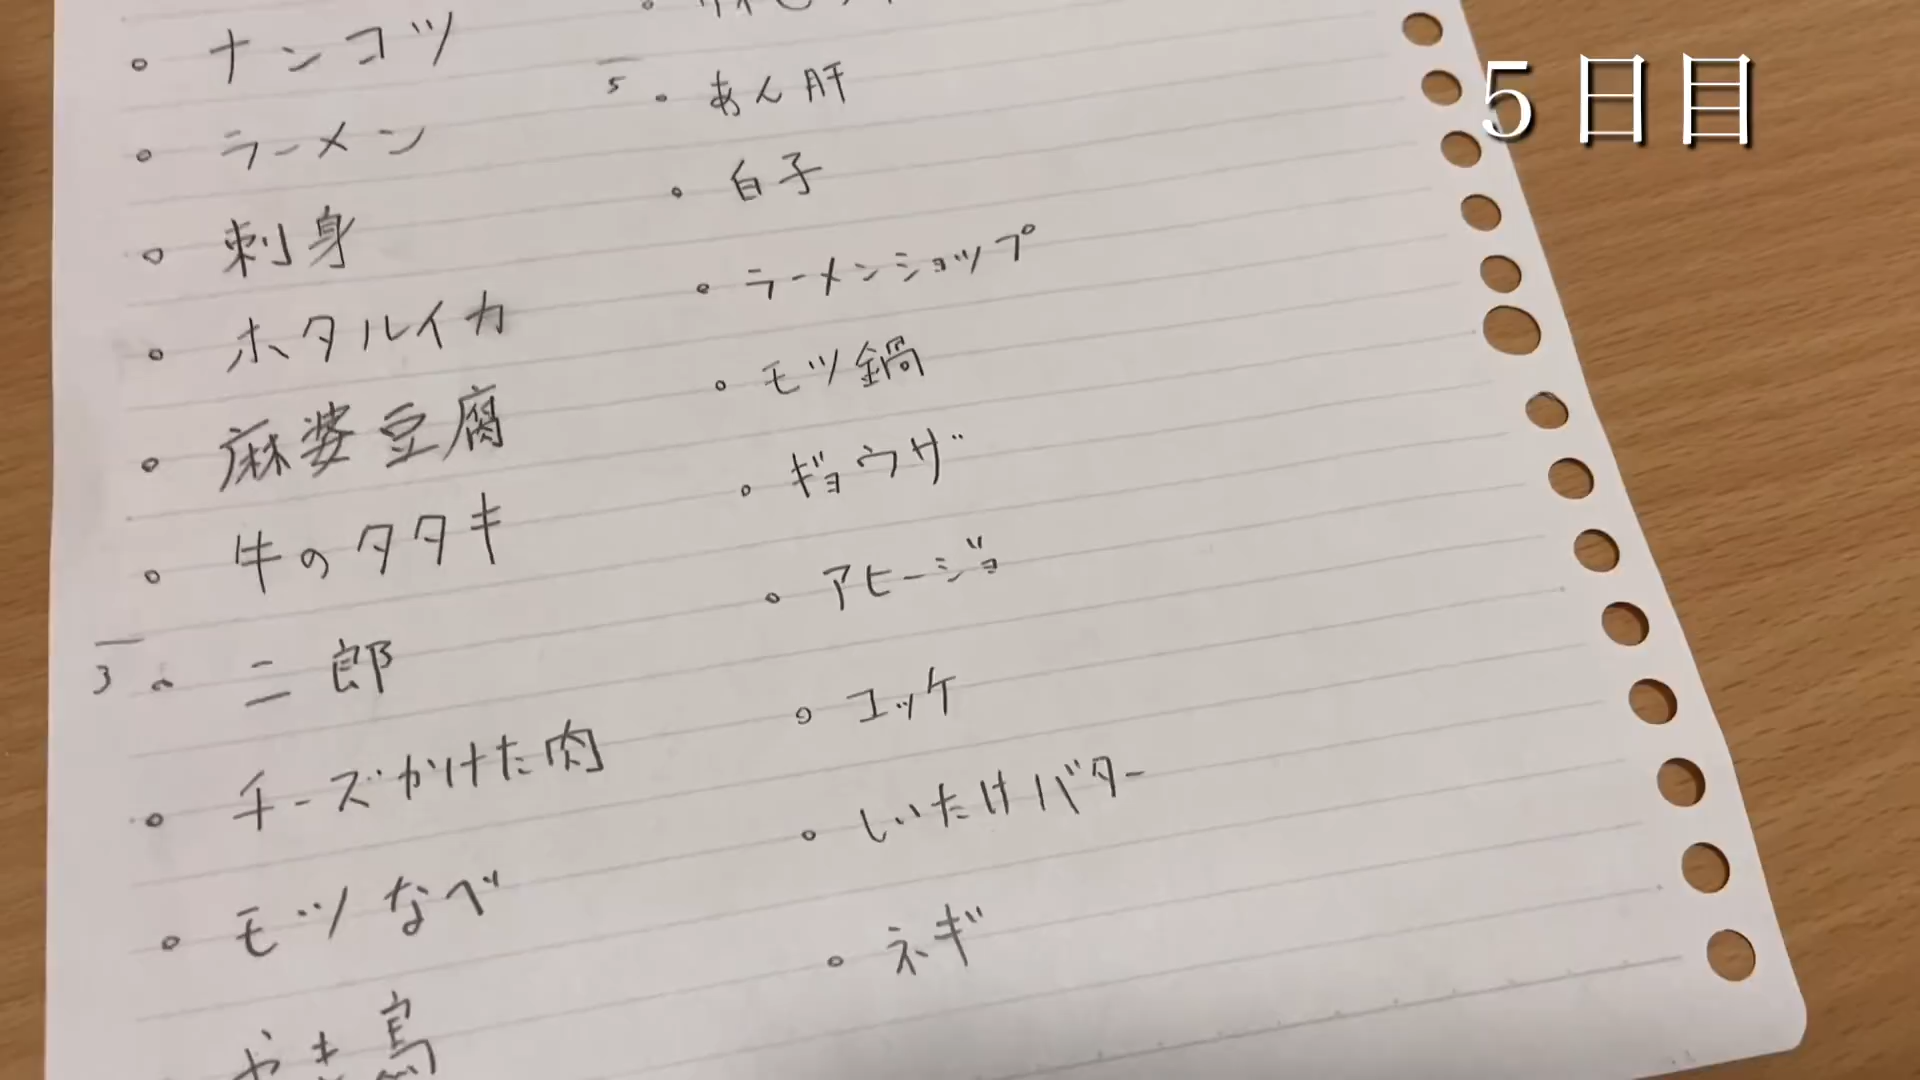 5日目
ナンコツ
ラーメン
刺身
ホタルイカ
麻婆豆腐
牛のタタキ
3
二郎
チーズかけた肉
モツなべ
やき鳥
5
あん肝
白子
ラーメンショップ
モツ鍋
ギョウザ
アヒージョ
ユッケ
しいたけバター
ネギ